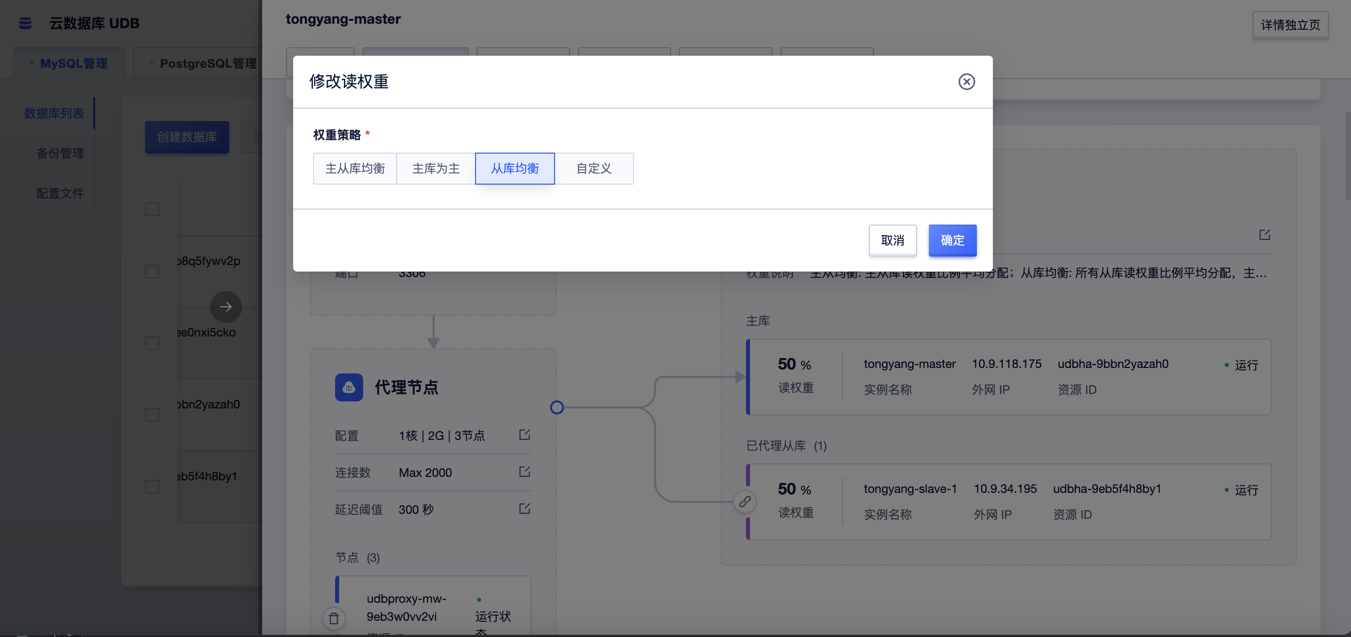 云数据库 UDB
tongyang-master
详情独立页
MySQL管理
PostgreSQL管理
数据库列表
备份管理
配置文件
创建数据库
修改读权重
权重策略 *
主从库均衡 主库为主 从库均衡 自定义
取消 确定
端口 3306
权重说明 主从均衡: 主从库读权重比例平均分配；从库均衡: 所有从库读权重比例平均分配，主...
o8q5fywv2p
ee0nxi5cko
bbn2yazah0
eb5f4h8by1
代理节点
配置 1核 | 2G | 3节点
连接数 Max 2000
延迟阈值 300 秒
节点 (3)
udbproxy-mw-
9eb3w0vv2vi
运行状
态
资源 ID
主库
50 % tongyang-master 10.9.118.175 udbha-9bbn2yazah0 运行
读权重 实例名称 外网 IP 资源 ID
已代理从库 (1)
50 % tongyang-slave-1 10.9.34.195 udbha-9eb5f4h8by1 运行
读权重 实例名称 外网 IP 资源 ID